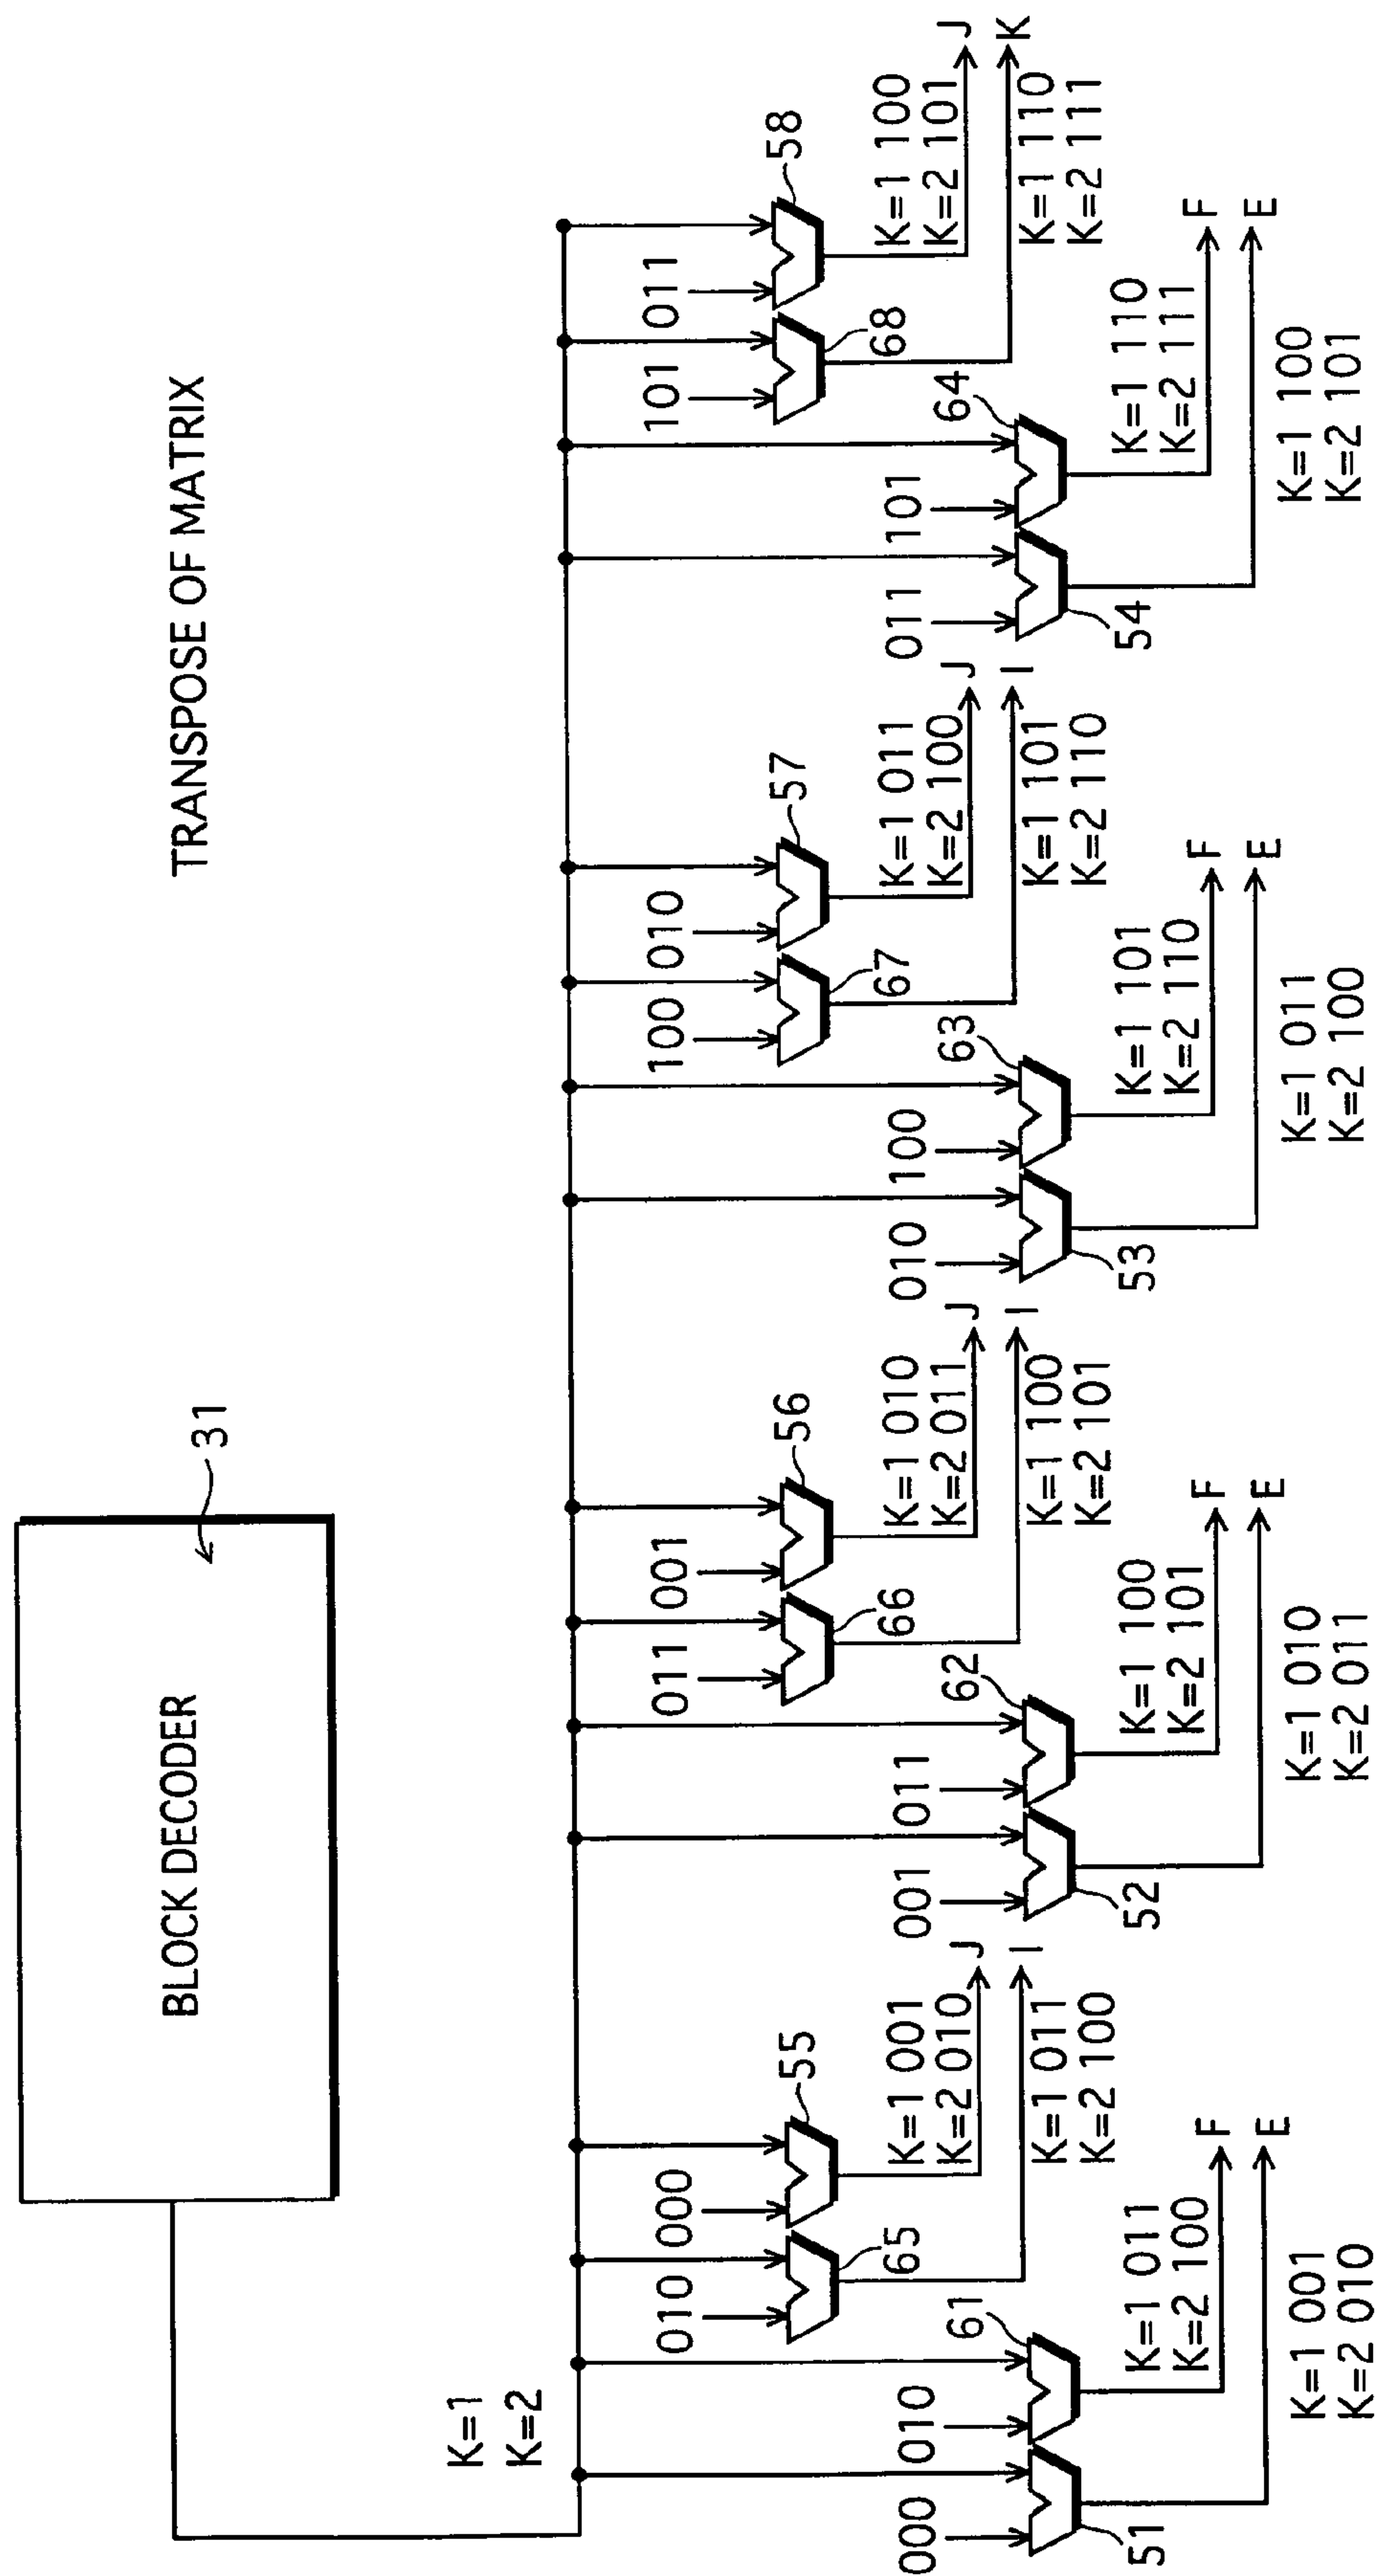 TRANSPOSE OF MATRIX
BLOCK DECODER
31
K=1
K=2
010
000
65
55
K=1 001
K=2 010
J
I
K=1 011
K=2 100
000
010
51
61
K=1 011
K=2 100
F
E
K=1 001
K=2 010
011
001
66
56
K=1 010
K=2 011
J
I
K=1 100
K=2 101
001
011
52
62
K=1 100
K=2 101
F
E
K=1 010
K=2 011
100
010
67
57
K=1 011
K=2 100
J
I
K=1 101
K=2 110
010
100
53
63
K=1 101
K=2 110
F
E
K=1 011
K=2 100
101
011
68
58
K=1 100
K=2 101
J
K
K=1 110
K=2 111
011
101
54
64
K=1 110
K=2 111
F
E
K=1 100
K=2 101